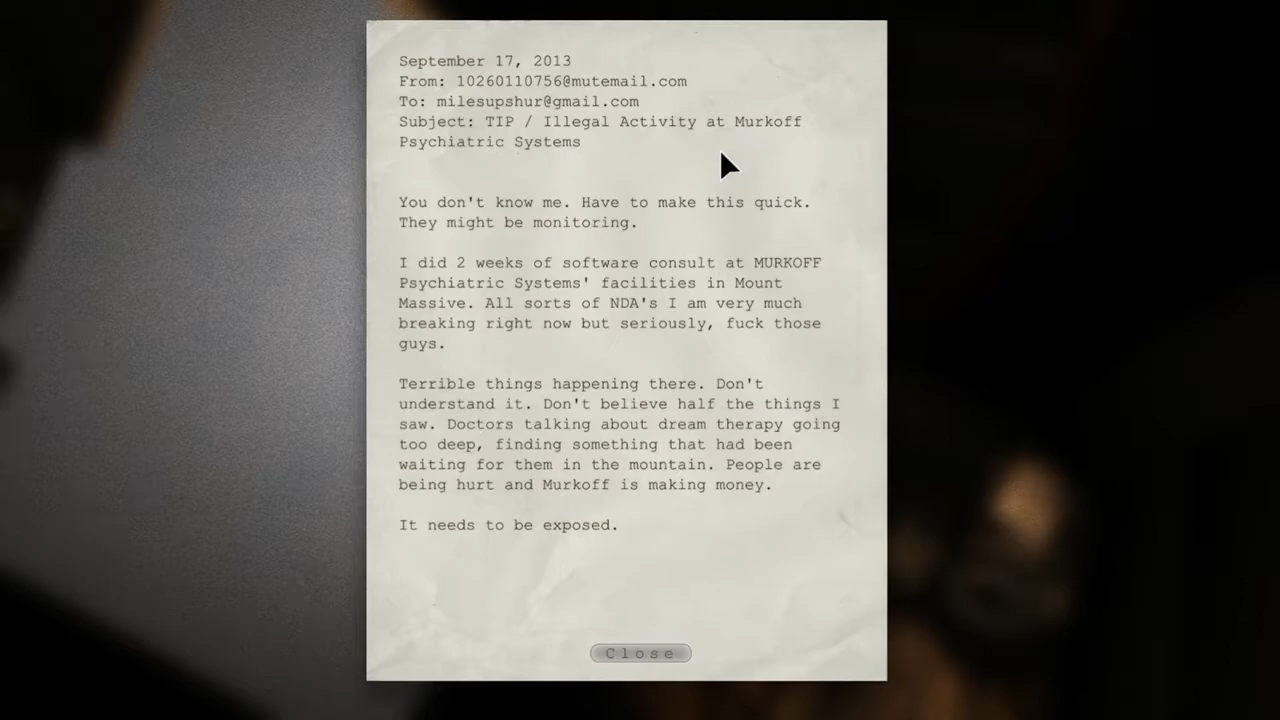 September 17, 2013
From: 10260110756@mutemail.com
To: milesupshur@gmail.com
Subject: TIP / Illegal Activity at Murkoff
Psychiatric Systems
You don't know me. Have to make this quick.
They might be monitoring.
I did 2 weeks of software consult at MURKOFF
Psychiatric Systems' facilities in Mount
Massive. All sorts of NDA's I am very much
breaking right now but seriously, fuck those
guys.
Terrible things happening there. Don't
understand it. Don't believe half the things I
saw. Doctors talking about dream therapy going
too deep, finding something that had been
waiting for them in the mountain. People are
being hurt and Murkoff is making money.
It needs to be exposed.
Close